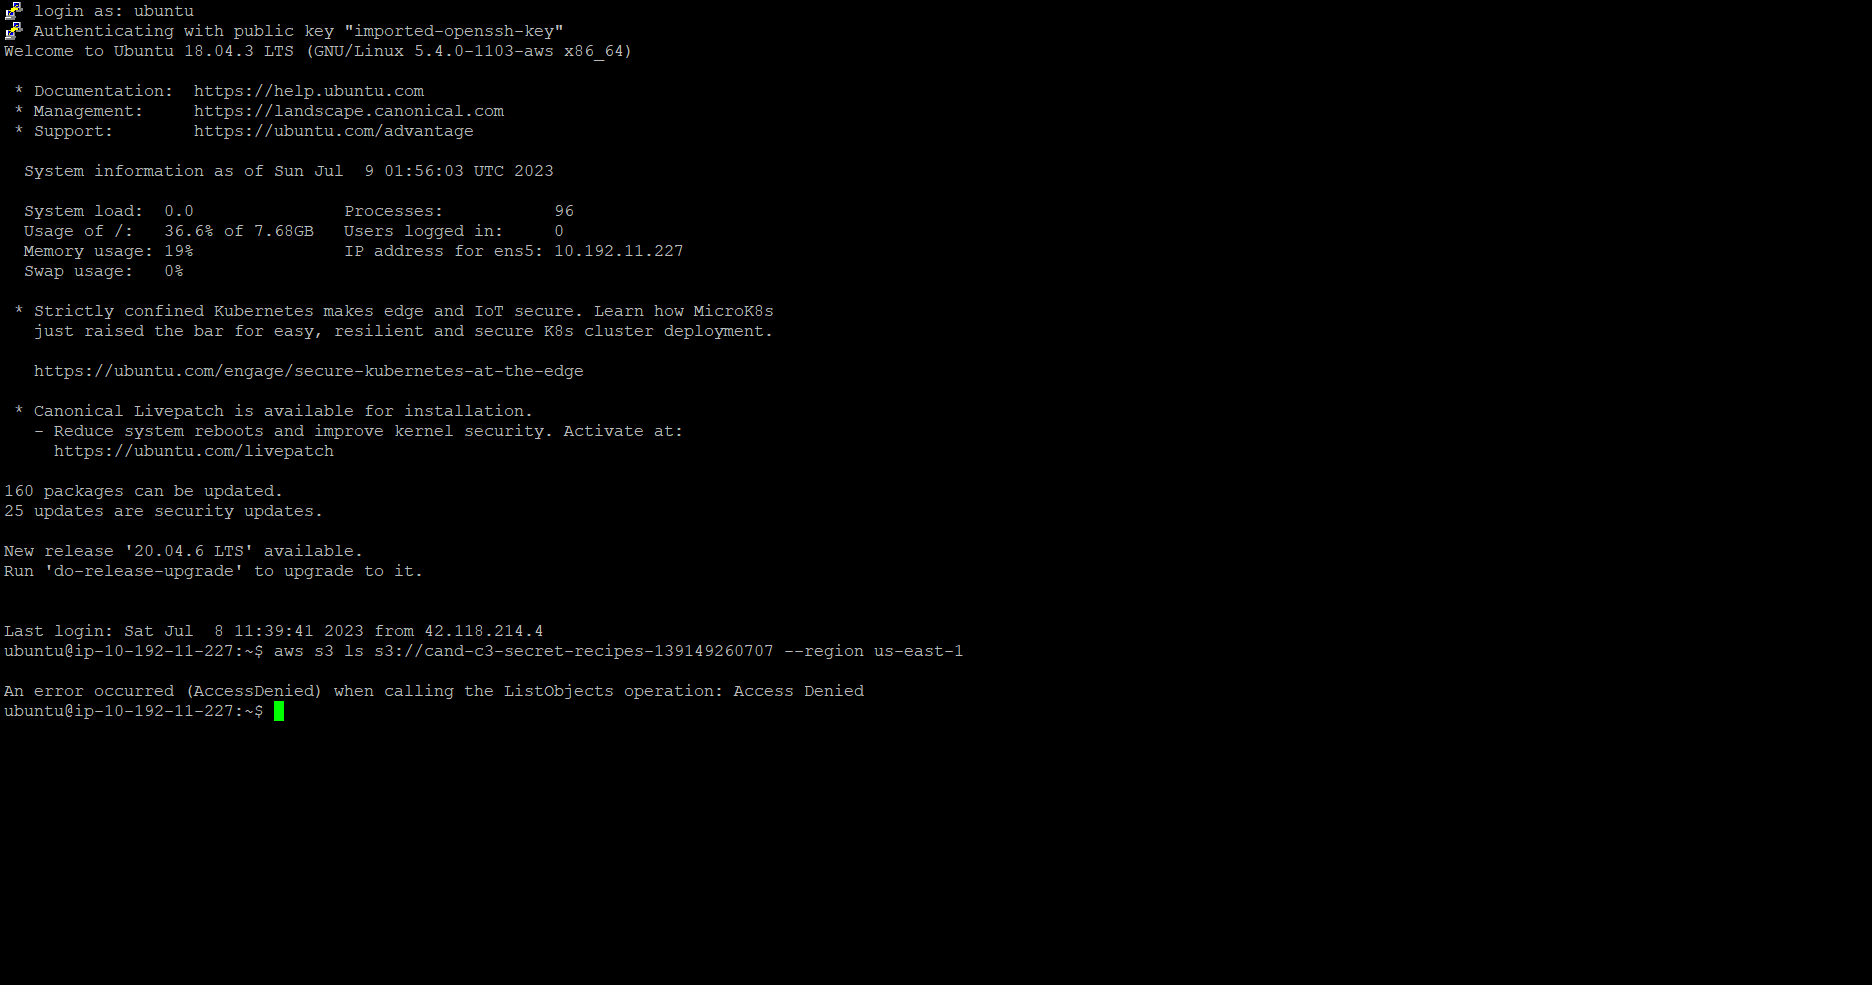 login as: ubuntu
Authenticating with public key "imported-openssh-key"
Welcome to Ubuntu 18.04.3 LTS (GNU/Linux 5.4.0-1103-aws x86_64)
* Documentation:  https://help.ubuntu.com
* Management:     https://landscape.canonical.com
* Support:        https://ubuntu.com/advantage
System information as of Sun Jul  9 01:56:03 UTC 2023
System load:  0.0               Processes:           96
Usage of /:   36.6% of 7.68GB   Users logged in:     0
Memory usage: 19%               IP address for ens5: 10.192.11.227
Swap usage:   0%
* Strictly confined Kubernetes makes edge and IoT secure. Learn how MicroK8s
just raised the bar for easy, resilient and secure K8s cluster deployment.
https://ubuntu.com/engage/secure-kubernetes-at-the-edge
* Canonical Livepatch is available for installation.
- Reduce system reboots and improve kernel security. Activate at:
https://ubuntu.com/livepatch
160 packages can be updated.
25 updates are security updates.
New release '20.04.6 LTS' available.
Run 'do-release-upgrade' to upgrade to it.
Last login: Sat Jul  8 11:39:41 2023 from 42.118.214.4
ubuntu@ip-10-192-11-227:~$ aws s3 ls s3://cand-c3-secret-recipes-139149260707 --region us-east-1
An error occurred (AccessDenied) when calling the ListObjects operation: Access Denied
ubuntu@ip-10-192-11-227:~$